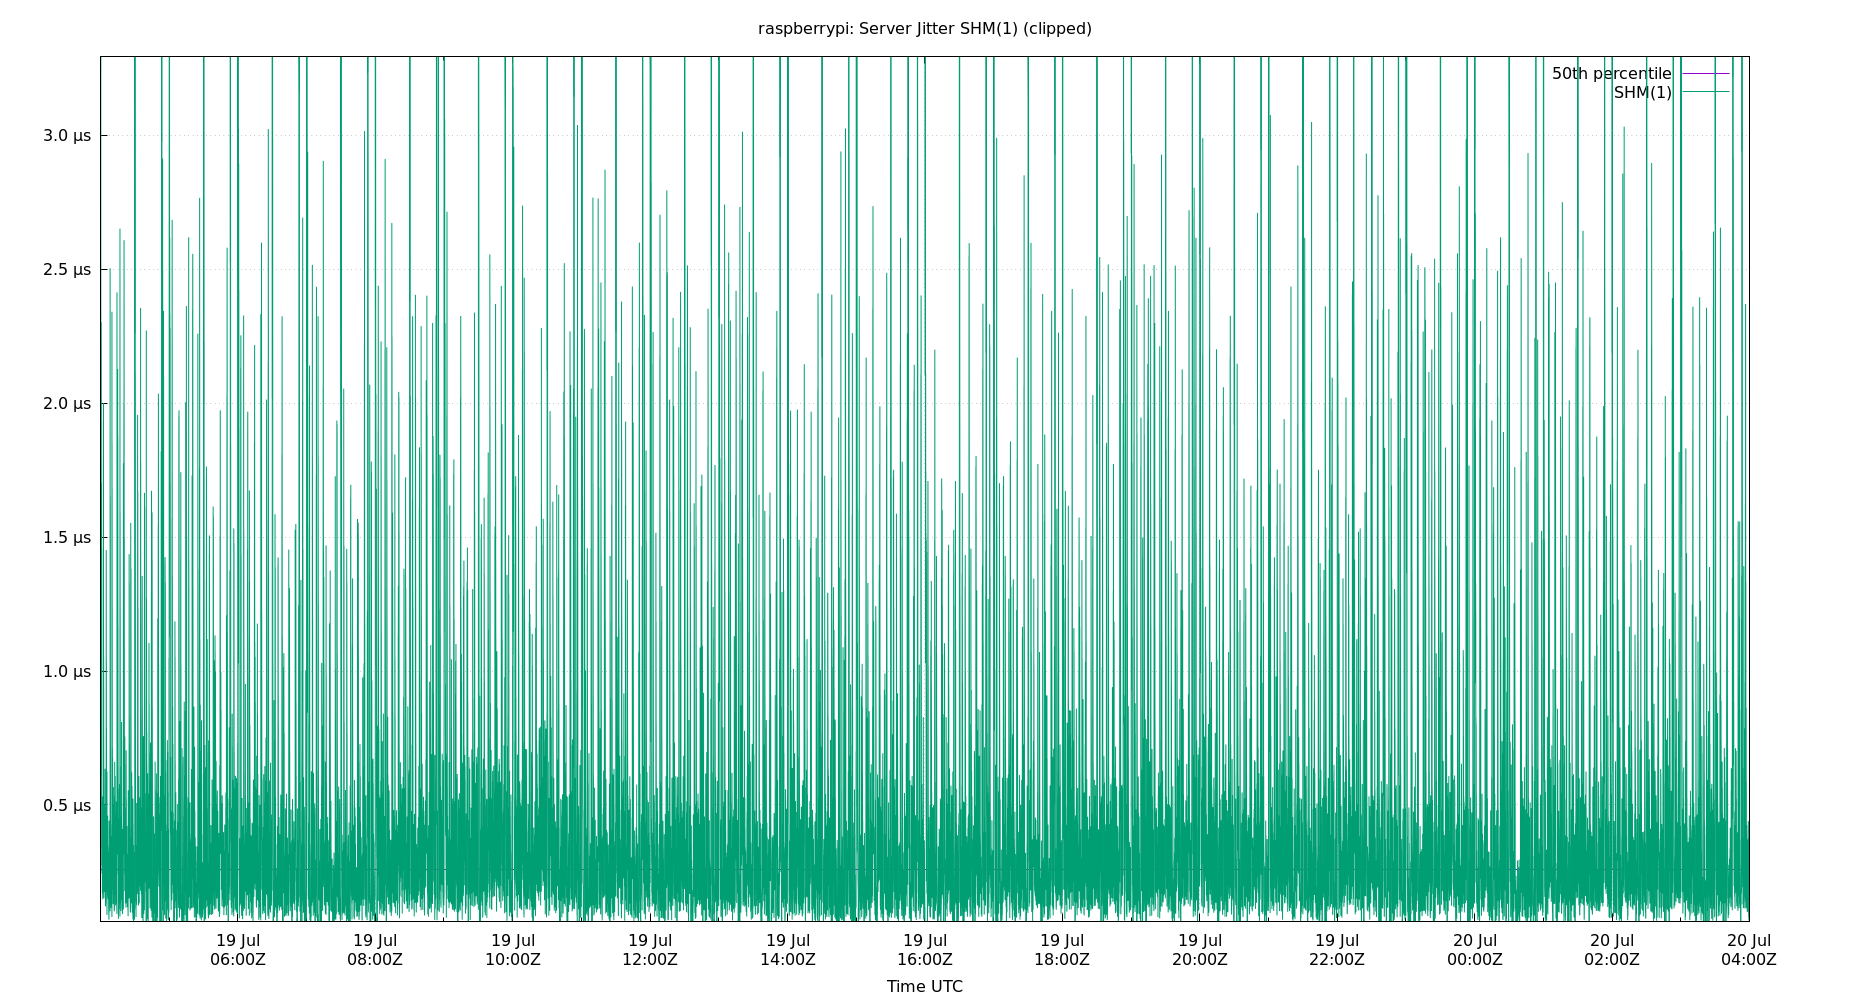 raspberrypi: Server Jitter SHM(1) (clipped)
50th percentile
SHM(1)
3.0 µs
2.5 µs
2.0 µs
1.5 µs
1.0 µs
0.5 µs
19 Jul 19 Jul 19 Jul 19 Jul 19 Jul 19 Jul 19 Jul 19 Jul 19 Jul 20 Jul 20 Jul 20 Jul
06:00Z 08:00Z 10:00Z 12:00Z 14:00Z 16:00Z 18:00Z 20:00Z 22:00Z 00:00Z 02:00Z 04:00Z
Time UTC